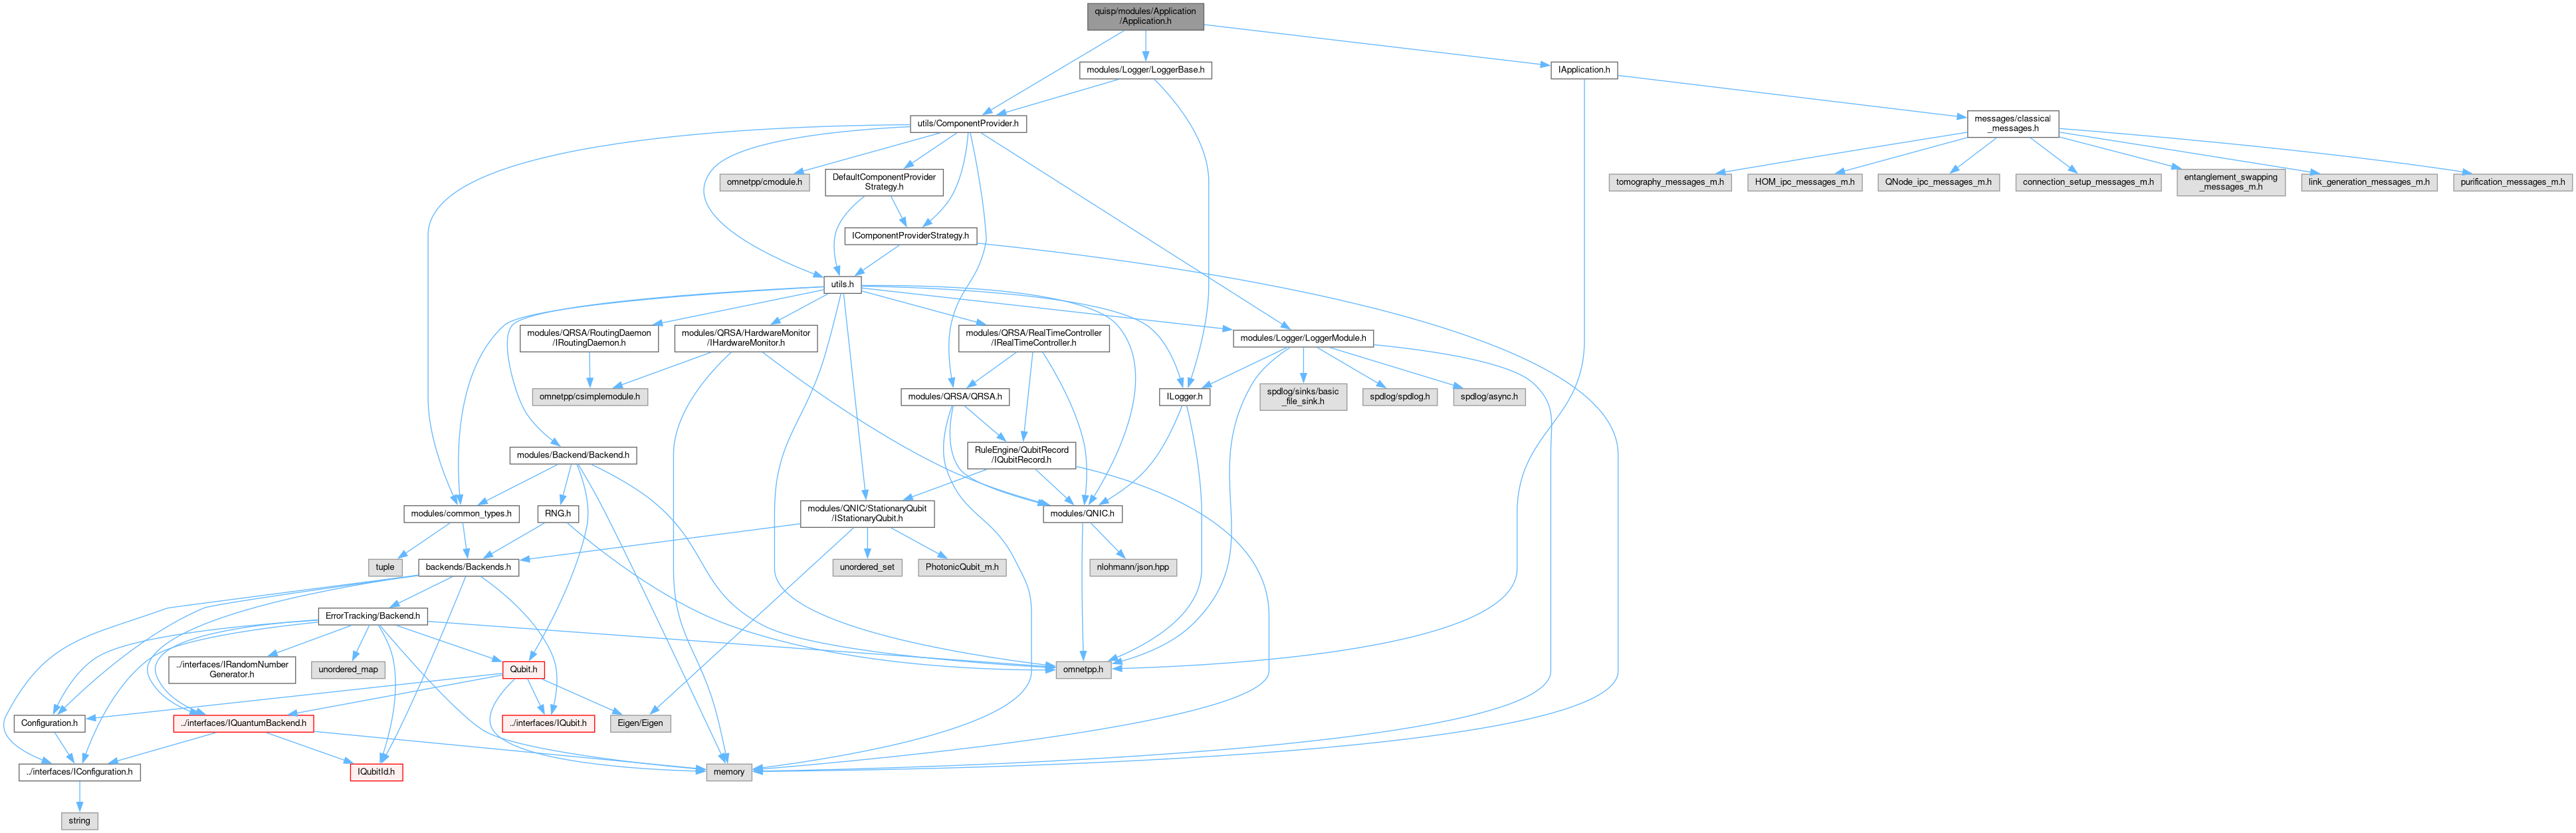 quisp/modules/Application
/Application.h
modules/Logger/LoggerBase.h
IApplication.h
utils/ComponentProvider.h
messages/classical
_messages.h
omnetpp/cmodule.h
DefaultComponentProvider
Strategy.h
tomography_messages_m.h
HOM_ipc_messages_m.h
QNode_ipc_messages_m.h
connection_setup_messages_m.h
entanglement_swapping
_messages_m.h
link_generation_messages_m.h
purification_messages_m.h
IComponentProviderStrategy.h
utils.h
modules/QRSA/RoutingDaemon
/IRoutingDaemon.h
modules/QRSA/HardwareMonitor
/IHardwareMonitor.h
modules/QRSA/RealTimeController
/IRealTimeController.h
modules/Logger/LoggerModule.h
omnetpp/csimplemodule.h
modules/QRSA/QRSA.h
ILogger.h
spdlog/sinks/basic
_file_sink.h
spdlog/spdlog.h
spdlog/async.h
modules/Backend/Backend.h
RuleEngine/QubitRecord
/IQubitRecord.h
modules/common_types.h
RNG.h
modules/QNIC/StationaryQubit
/IStationaryQubit.h
modules/QNIC.h
tuple
backends/Backends.h
unordered_set
PhotonicQubit_m.h
nlohmann/json.hpp
ErrorTracking/Backend.h
../interfaces/IRandomNumber
Generator.h
unordered_map
Qubit.h
omnetpp.h
Configuration.h
../interfaces/IQuantumBackend.h
../interfaces/IQubit.h
Eigen/Eigen
../interfaces/IConfiguration.h
IQubitId.h
memory
string